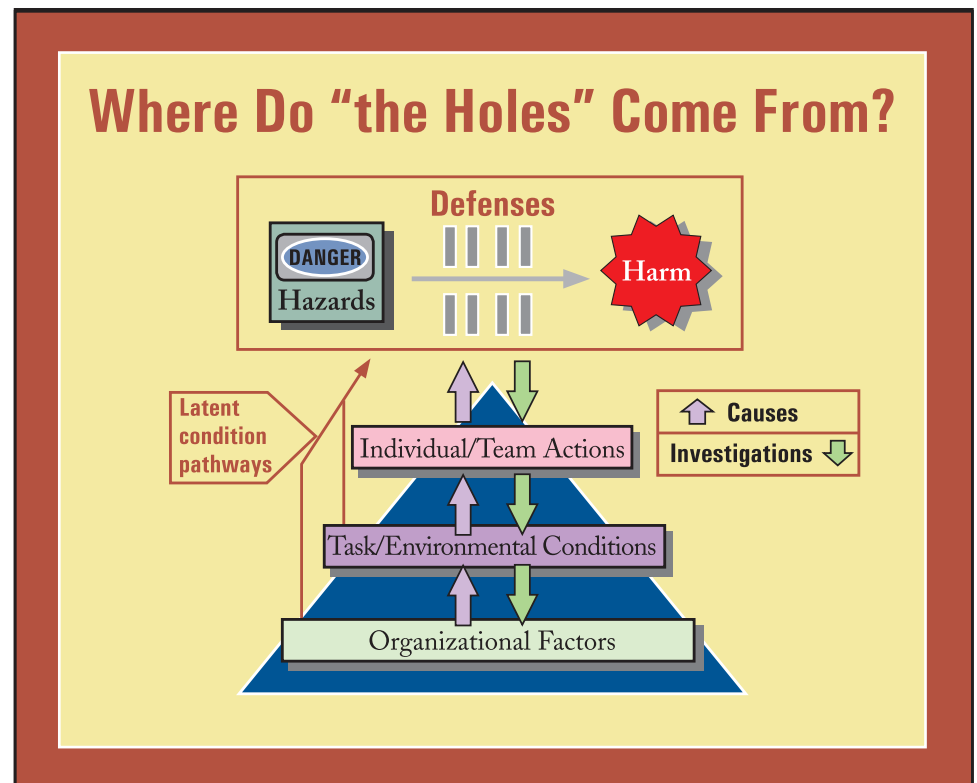 Where Do “the Holes” Come From?
Defenses
DANGER
Hazards
Harm
Latent
condition
pathways
Causes
Investigations
Individual/Team Actions
Task/Environmental Conditions
Organizational Factors